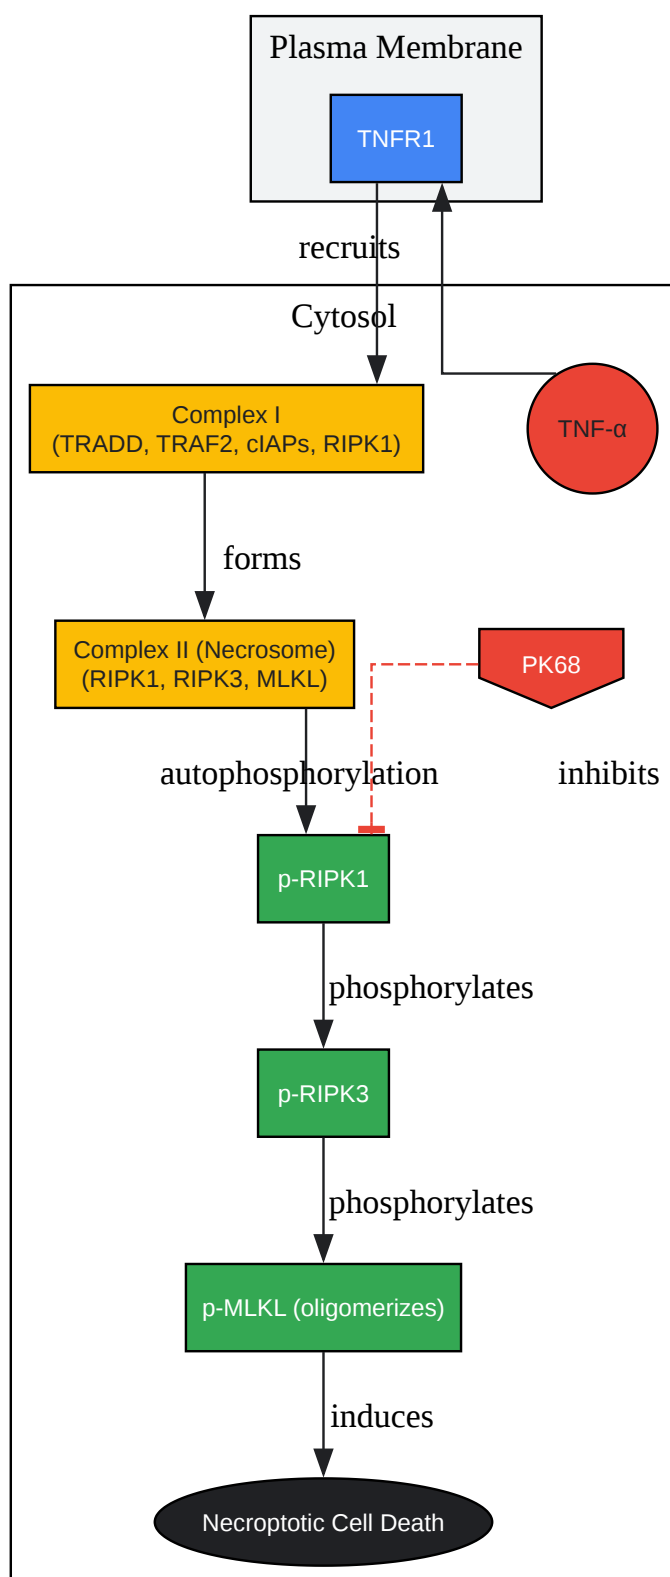 Plasma Membrane
TNFR1
recruits
Cytosol
Complex I
(TRADD, TRAF2, cIAPs, RIPK1)
TNF-α
forms
Complex II (Necrosome)
(RIPK1, RIPK3, MLKL)
PK68
autophosphorylation
inhibits
p-RIPK1
phosphorylates
p-RIPK3
phosphorylates
p-MLKL (oligomerizes)
induces
Necroptotic Cell Death